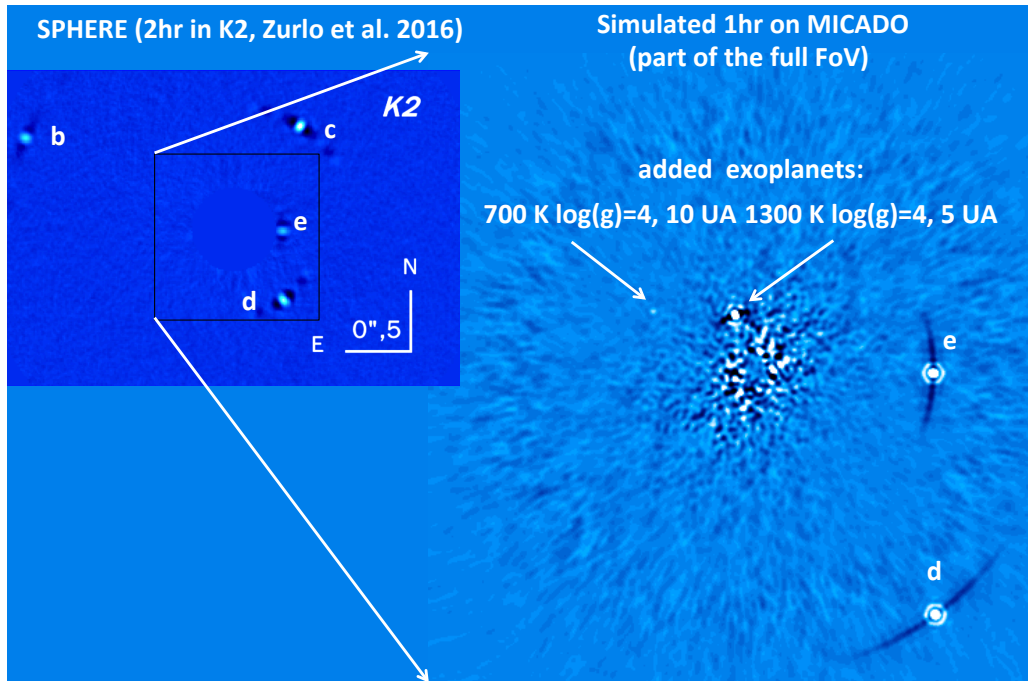 SPHERE (2hr in K2, Zurlo et al. 2016)
K2
b
c
e
d
N
E
0",5
Simulated 1hr on MICADO
(part of the full FoV)
added exoplanets:
700 K log(g)=4, 10 UA 1300 K log(g)=4, 5 UA
e
d